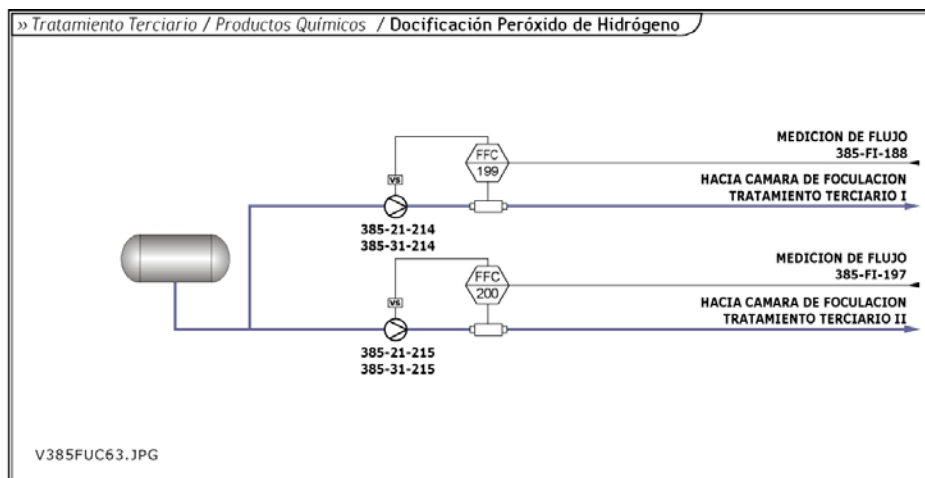 » Tratamiento Terciario / Productos Químicos / Docificación Peróxido de Hidrógeno
MEDICION DE FLUJO
385-FI-188
FFC
199
HACIA CAMARA DE FOCULACION
TRATAMIENTO TERCIARIO I
vs
385-21-214
385-31-214
MEDICION DE FLUJO
385-FI-197
FFC
200
HACIA CAMARA DE FOCULACION
TRATAMIENTO TERCIARIO II
vs
385-21-215
385-31-215
V385FUC63.JPG